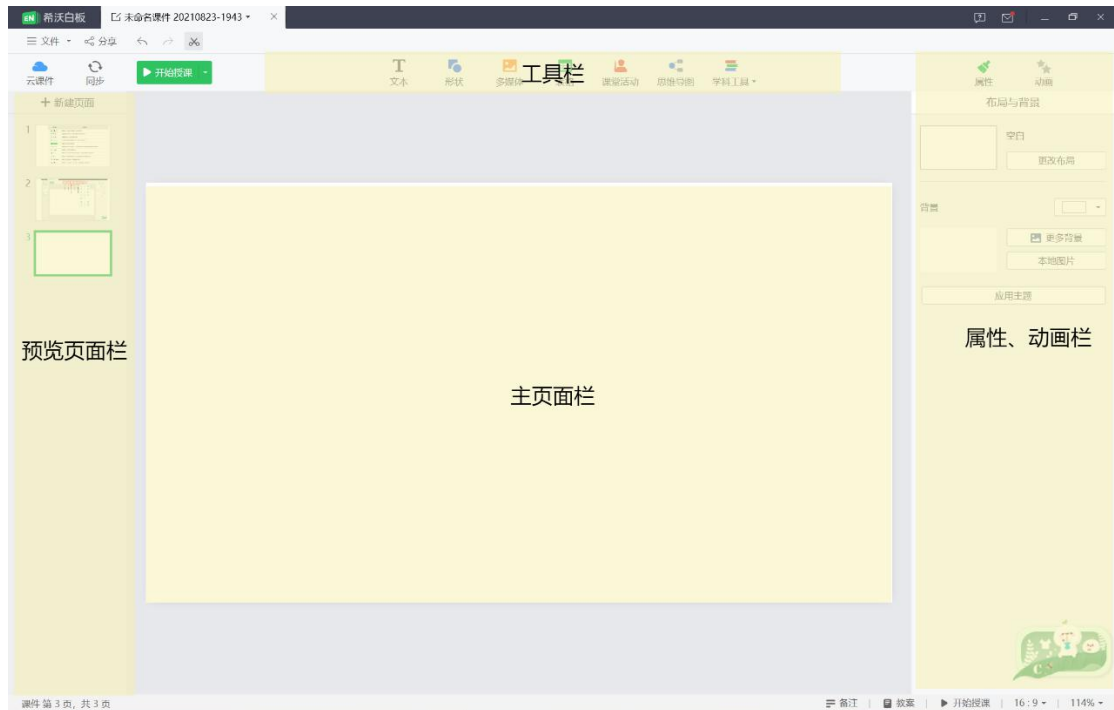 EN 希沃白板 未命名课件 20210823-1943
文件 分享
云课件 同步 开始授课 文本 形状 多媒体 课堂活动 思维导图 学科工具 属性 动画
工具栏
新建页面
布局与背景
1
空白
更改布局
2
背景
3
更多背景
本地图片
应用主题
预览页面栏
属性、动画栏
主页面栏
课件 第 3 页, 共 3 页 备注 教案 开始授课 16 : 9 114%